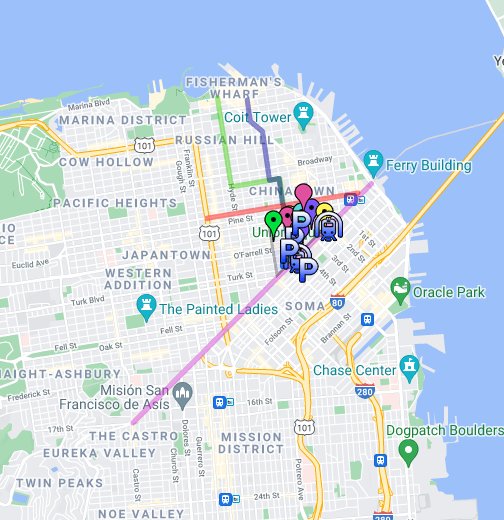 FISHERMAN'S
WHARF
Marina Blvd
MARINA DISTRICT
Coit Tower
RUSSIAN HILL
101
COW HOLLOW
Franklin St
Gough St
Hyde St
Broadway
Ferry Building
CHINATOWN
PACIFIC HEIGHTS
Pine St
101
1st St
2nd St
3rd St
4th St
Euclid Ave
JAPANTOWN
O'Farrell St
WESTERN
ADDITION
Turk St
Turk Blvd
SOMA
80
Oracle Park
The Painted Ladies
Fell St
Folsom St
Brannan St
Oak St
Fell St
Chase Center
280
Frederick St
Misión San
Francisco de Asis
16th St
17th St
THE CASTRO
EUREKA VALLEY
Castro St
Church St
Dolores St
Guerrero St
MISSION
DISTRICT
101
Potrero Ave
280
Dogpatch Boulders
TWIN PEAKS
24th St
NOE VALLEY
P
P
P